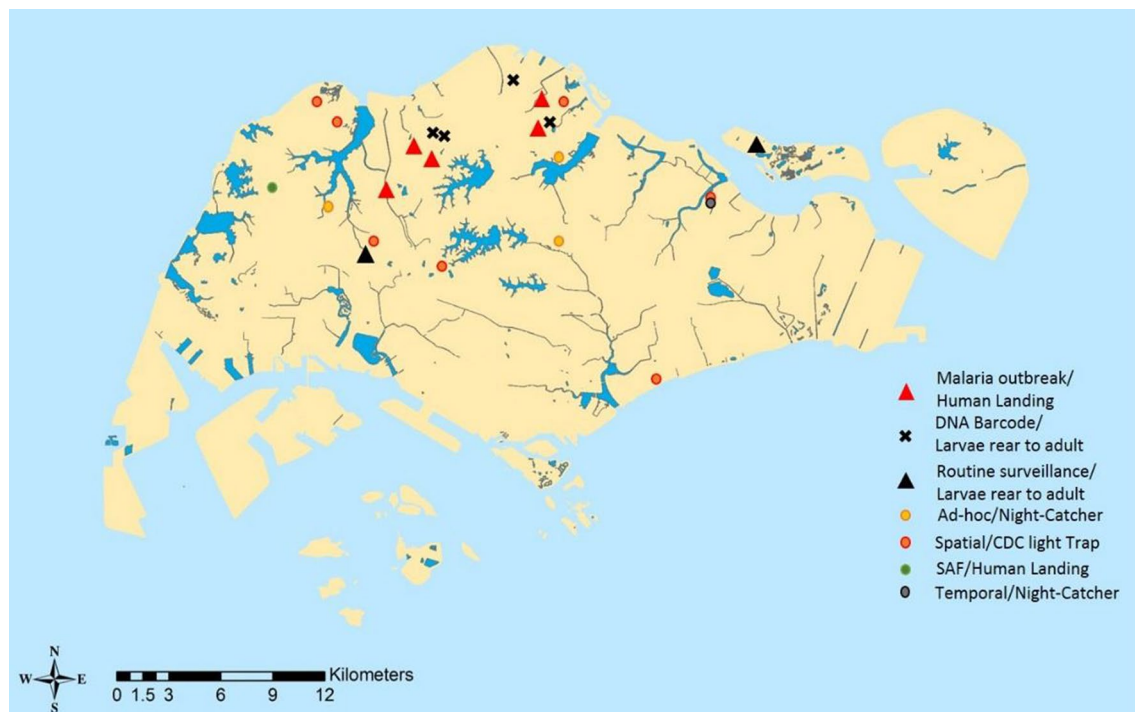 Malaria outbreak/
Human Landing
DNA Barcode/
Larvae rear to adult
Routine surveillance/
Larvae rear to adult
Ad-hoc/Night-Catcher
Spatial/CDC light Trap
SAF/Human Landing
Temporal/Night-Catcher
N
W E
S
Kilometers
0 1.5 3 6 9 12